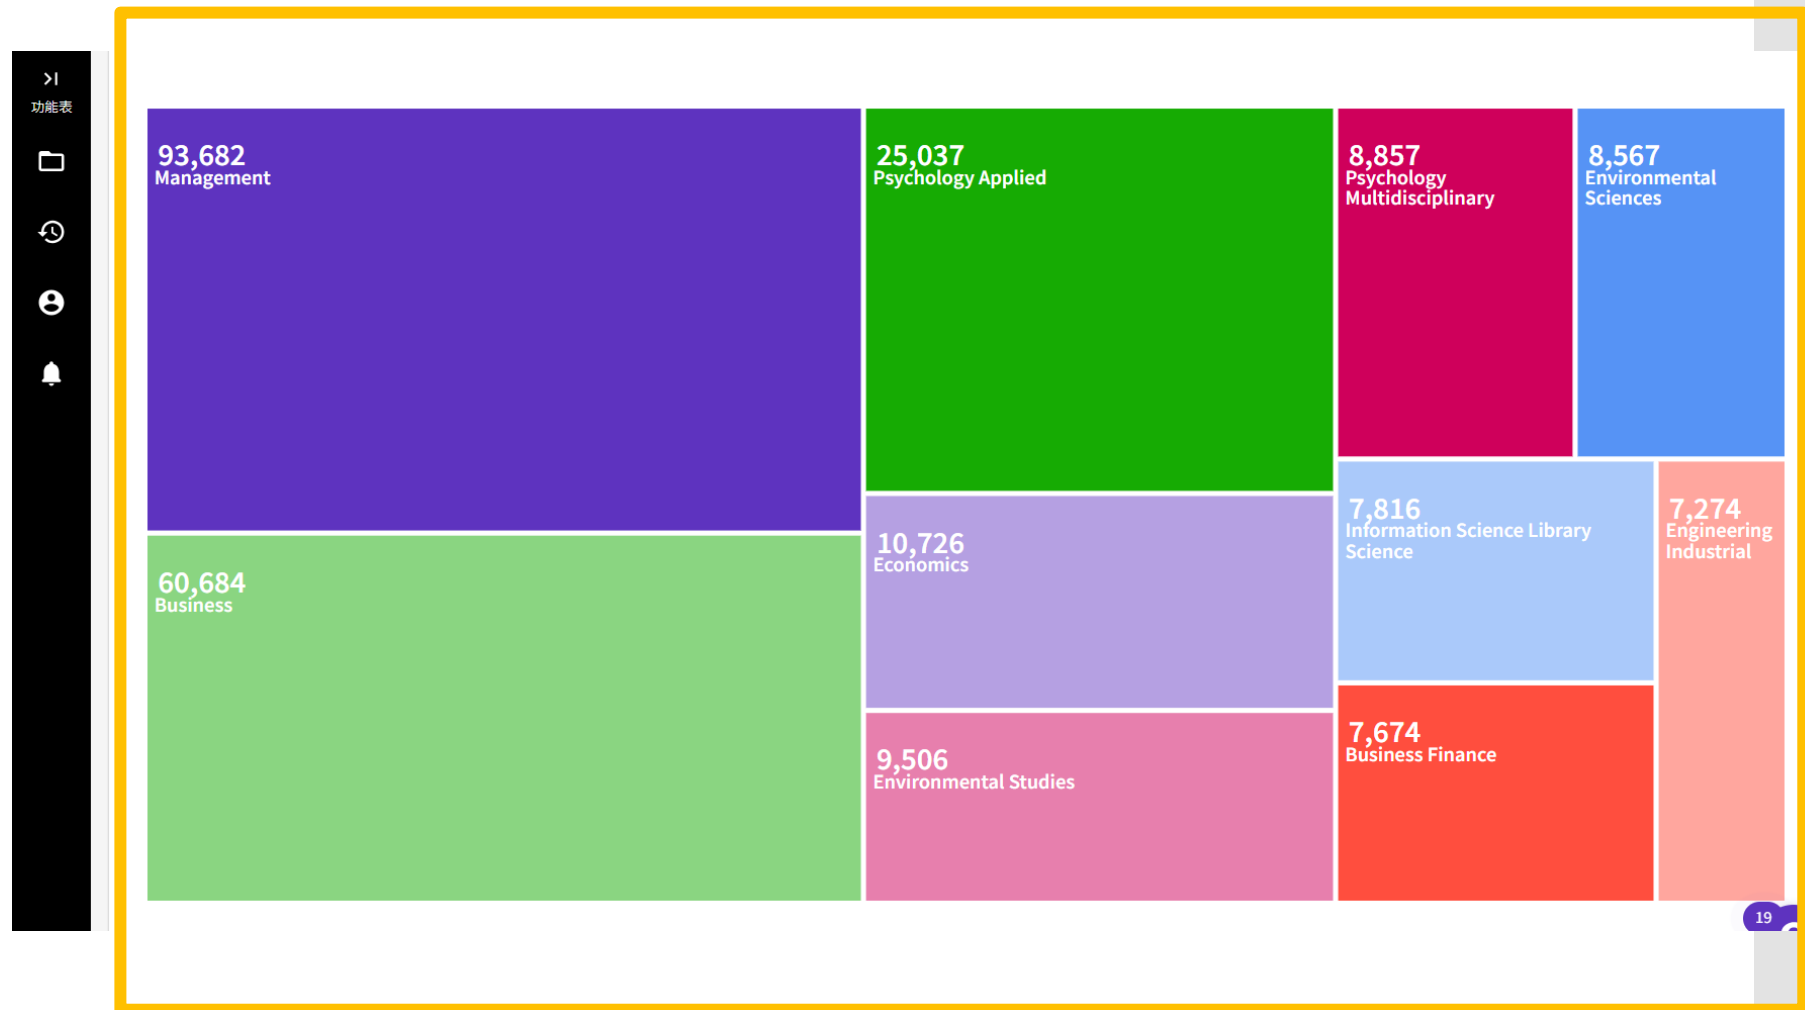 功能表
93,682
Management
60,684
Business
25,037
Psychology Applied
10,726
Economics
9,506
Environmental Studies
8,857
Psychology
Multidisciplinary
8,567
Environmental
Sciences
7,816
Information Science Library
Science
7,274
Engineering
Industrial
7,674
Business Finance
19